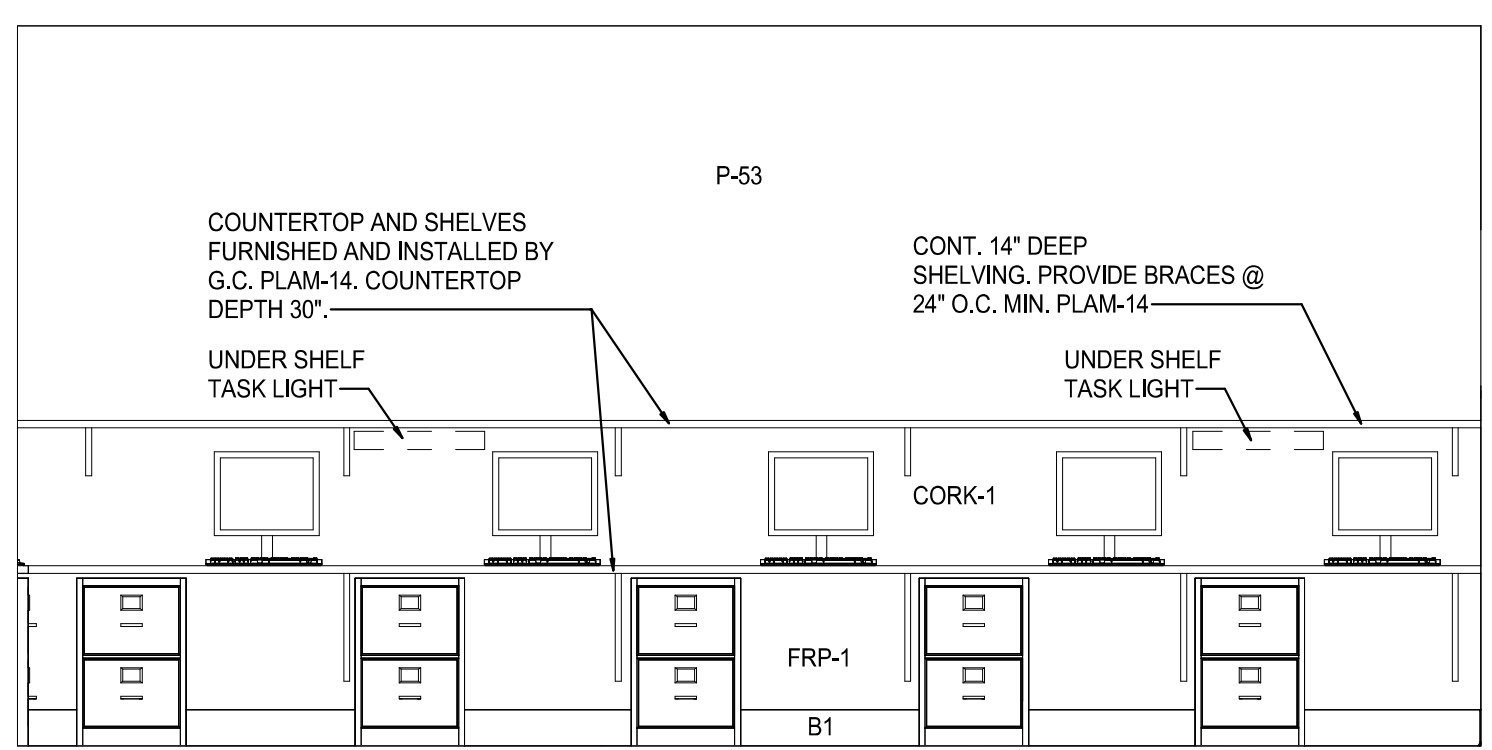 P-53
COUNTERTOP AND SHELVES
FURNISHED AND INSTALLED BY
G.C. PLAM-14. COUNTERTOP
DEPTH 30".
CONT. 14" DEEP
SHELVING. PROVIDE BRACES @
24" O.C. MIN. PLAM-14
UNDER SHELF
TASK LIGHT
UNDER SHELF
TASK LIGHT
CORK-1
FRP-1
B1